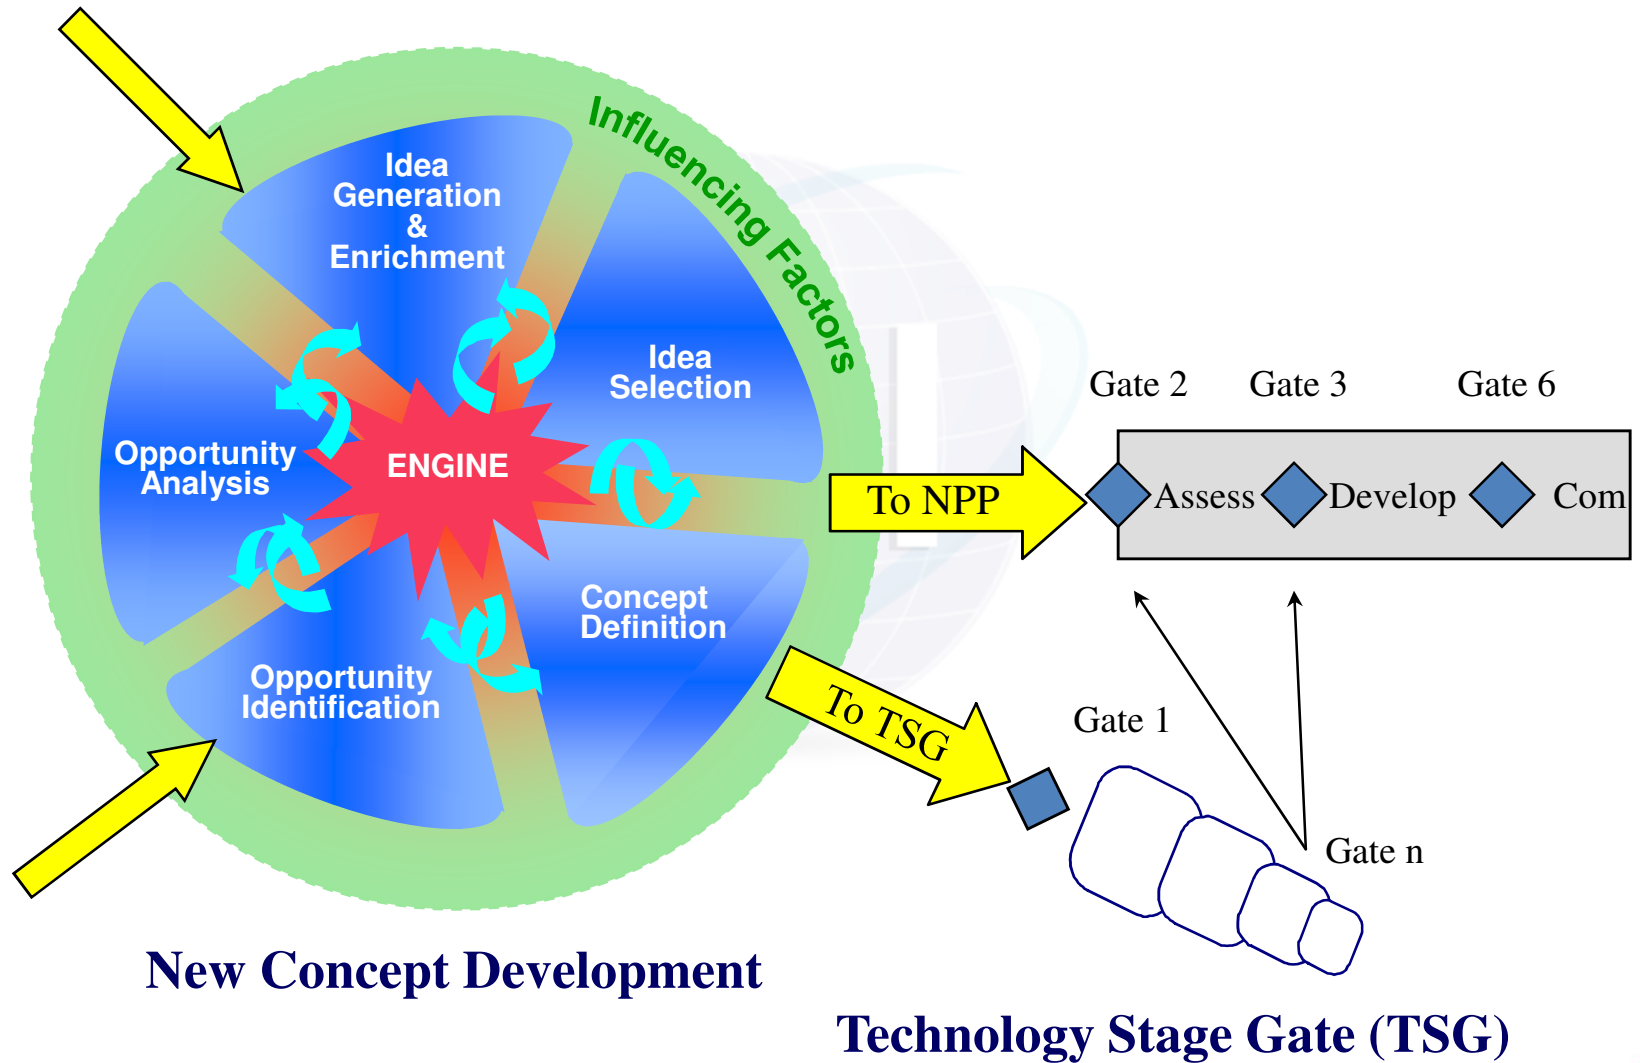 Influencing Factors
Idea
Generation
&
Enrichment
Idea
Selection
ENGINE
Opportunity
Analysis
Concept
Definition
Opportunity
Identification
To NPP
Gate 2
Gate 3
Gate 6
Assess
Develop
Com
To TSG
Gate 1
Gate n
New Concept Development
Technology Stage Gate (TSG)